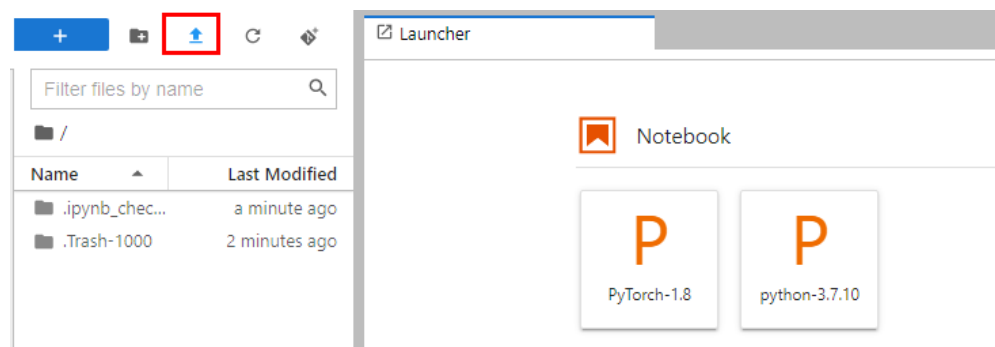 Launcher
Filter files by name
/
Name Last Modified
.ipynb_chec... a minute ago
.Trash-1000 2 minutes ago
Notebook
P
PyTorch-1.8
P
python-3.7.10